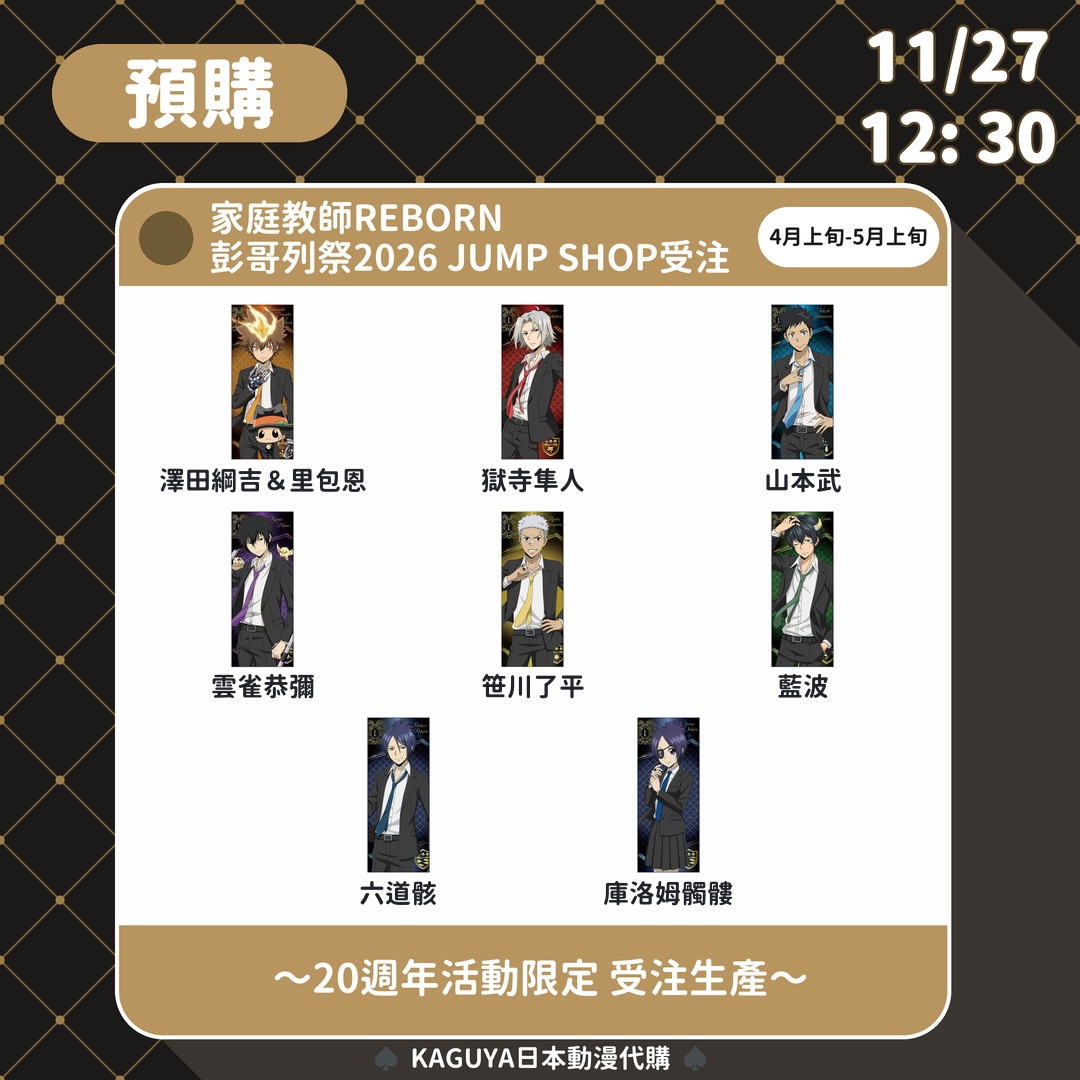 預購
11/27
12: 30
家庭教師REBORN
彭哥列祭2026 JUMP SHOP受注
4月上旬-5月上旬
澤田綱吉＆里包恩
獄寺隼人
山本武
雲雀恭彌
笹川了平
藍波
六道骸
庫洛姆髑髏
～20週年活動限定 受注生產～
KAGUYA日本動漫代購